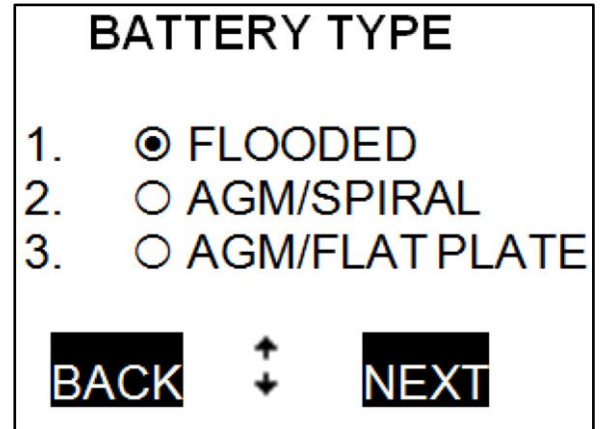 BATTERY TYPE
1. FLOODED
2. AGM/SPIRAL
3. AGM/FLAT PLATE
BACK NEXT